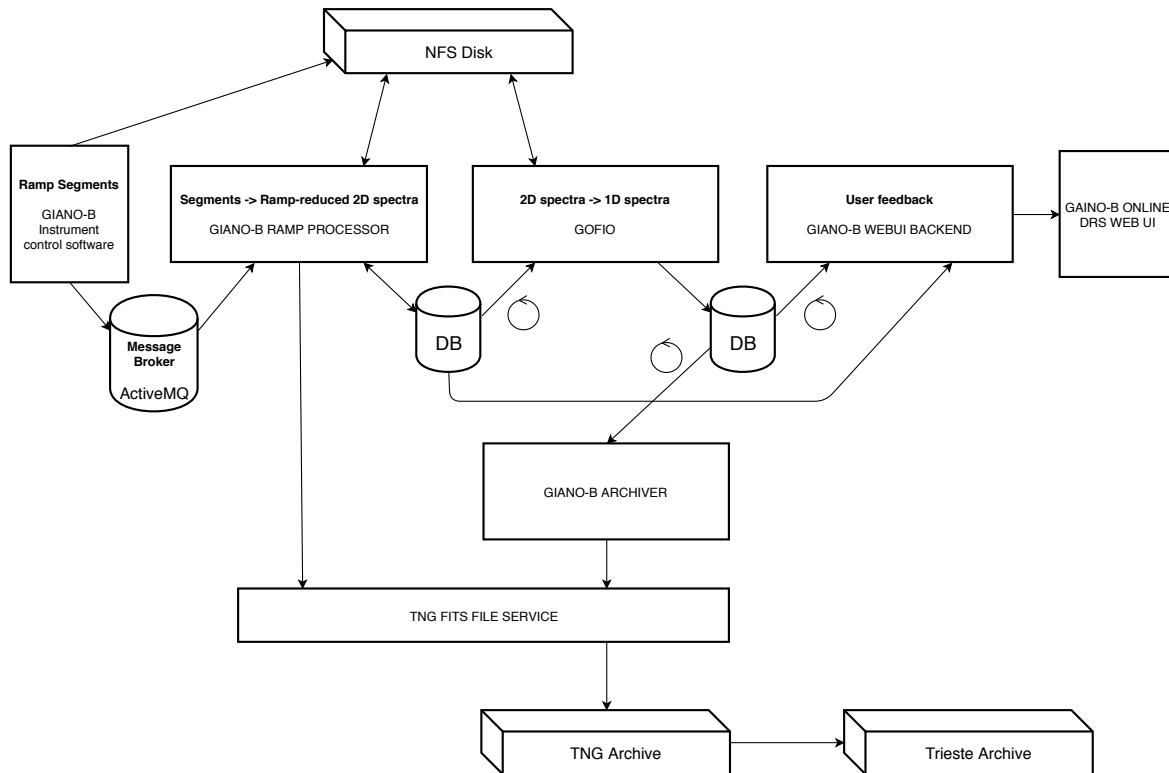 NFS Disk
Ramp Segments
GIANO-B
Instrument
control software
Segments -> Ramp-reduced 2D spectra
GIANO-B RAMP PROCESSOR
2D spectra -> 1D spectra
GOFIO
User feedback
GIANO-B WEBUI BACKEND
GAINO-B ONLINE
DRS WEB UI
Message
Broker
ActiveMQ
DB
DB
GIANO-B ARCHIVER
TNG FITS FILE SERVICE
TNG Archive
Trieste Archive